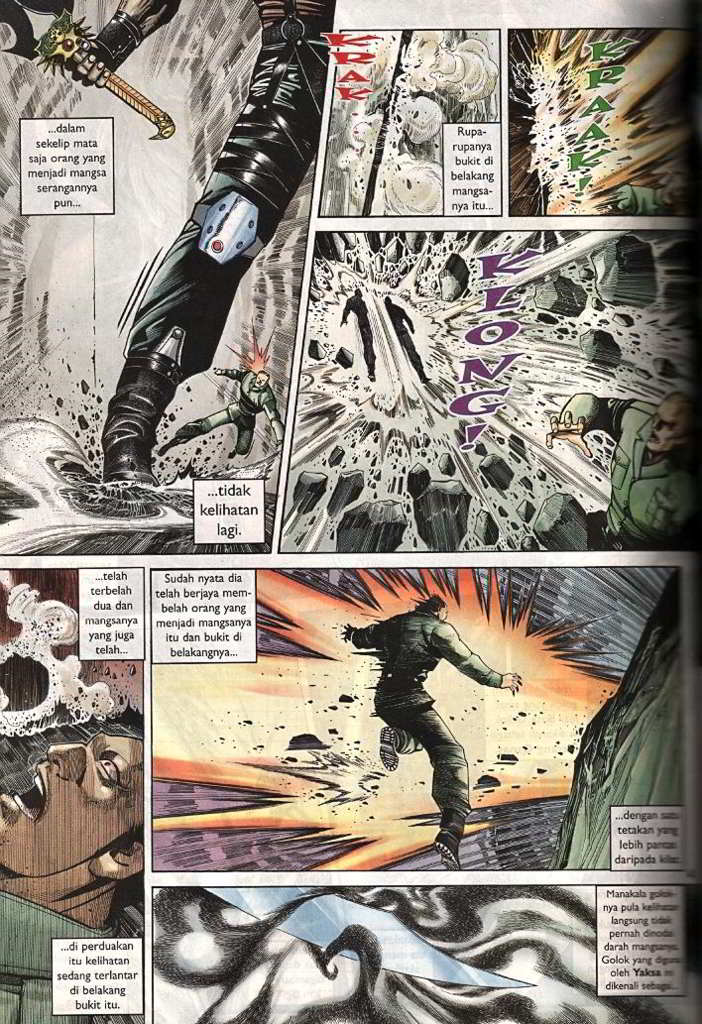 ...dalam
sekelip mata
saja orang yang
menjadi mangsa
serangannya
pun...
...tidak
kelihatan
lagi.
KRAK
Rupa-
rupanya
bukit di
belakang
mangsa-
nya itu...
KRAAK!
KLONG!
...telah
terbelah
dua dan
mangsanya
yang juga
telah...
...di perduakan
itu kelihatan
sedang terlantar
di belakang
bukit itu.
Sudah nyata dia
telah berjaya mem-
belah orang yang
menjadi mangsanya
itu dan bukit di
belakangnya...
...dengan satu
tetakan yang
lebih pantas
daripada kilat.
Manakala golok-
nya pula kelihatan
langsung tidak
pernah dinodai
darah mangsanya.
Golok yang
oleh Yaksa
dikenali sebagai...